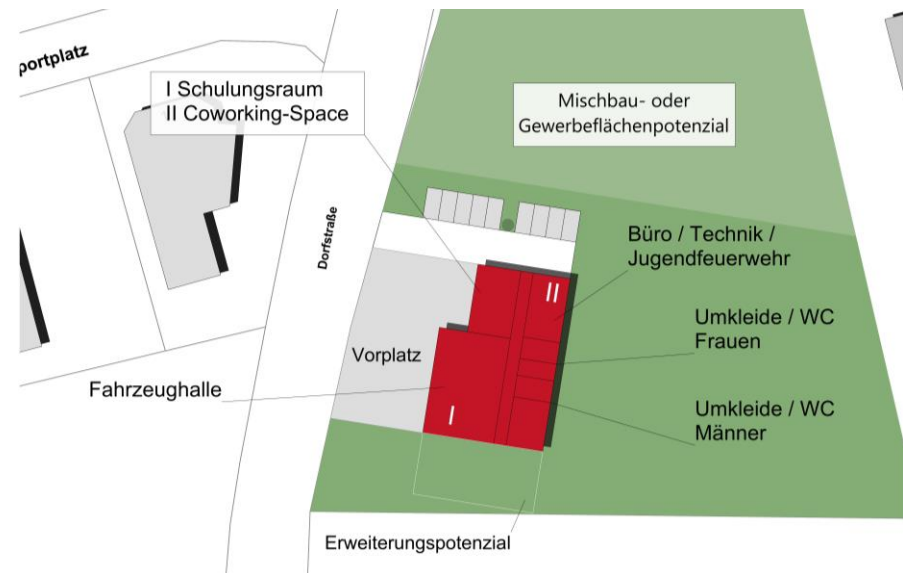 portplatz
I Schulungsraum
II Coworking-Space
Mischbau- oder
Gewerbeflächenpotenzial
Dorfstraße
Büro / Technik /
Jugendfeuerwehr
II
Umkleide / WC
Frauen
Vorplatz
Fahrzeughalle
I
Umkleide / WC
Männer
Erweiterungspotenzial